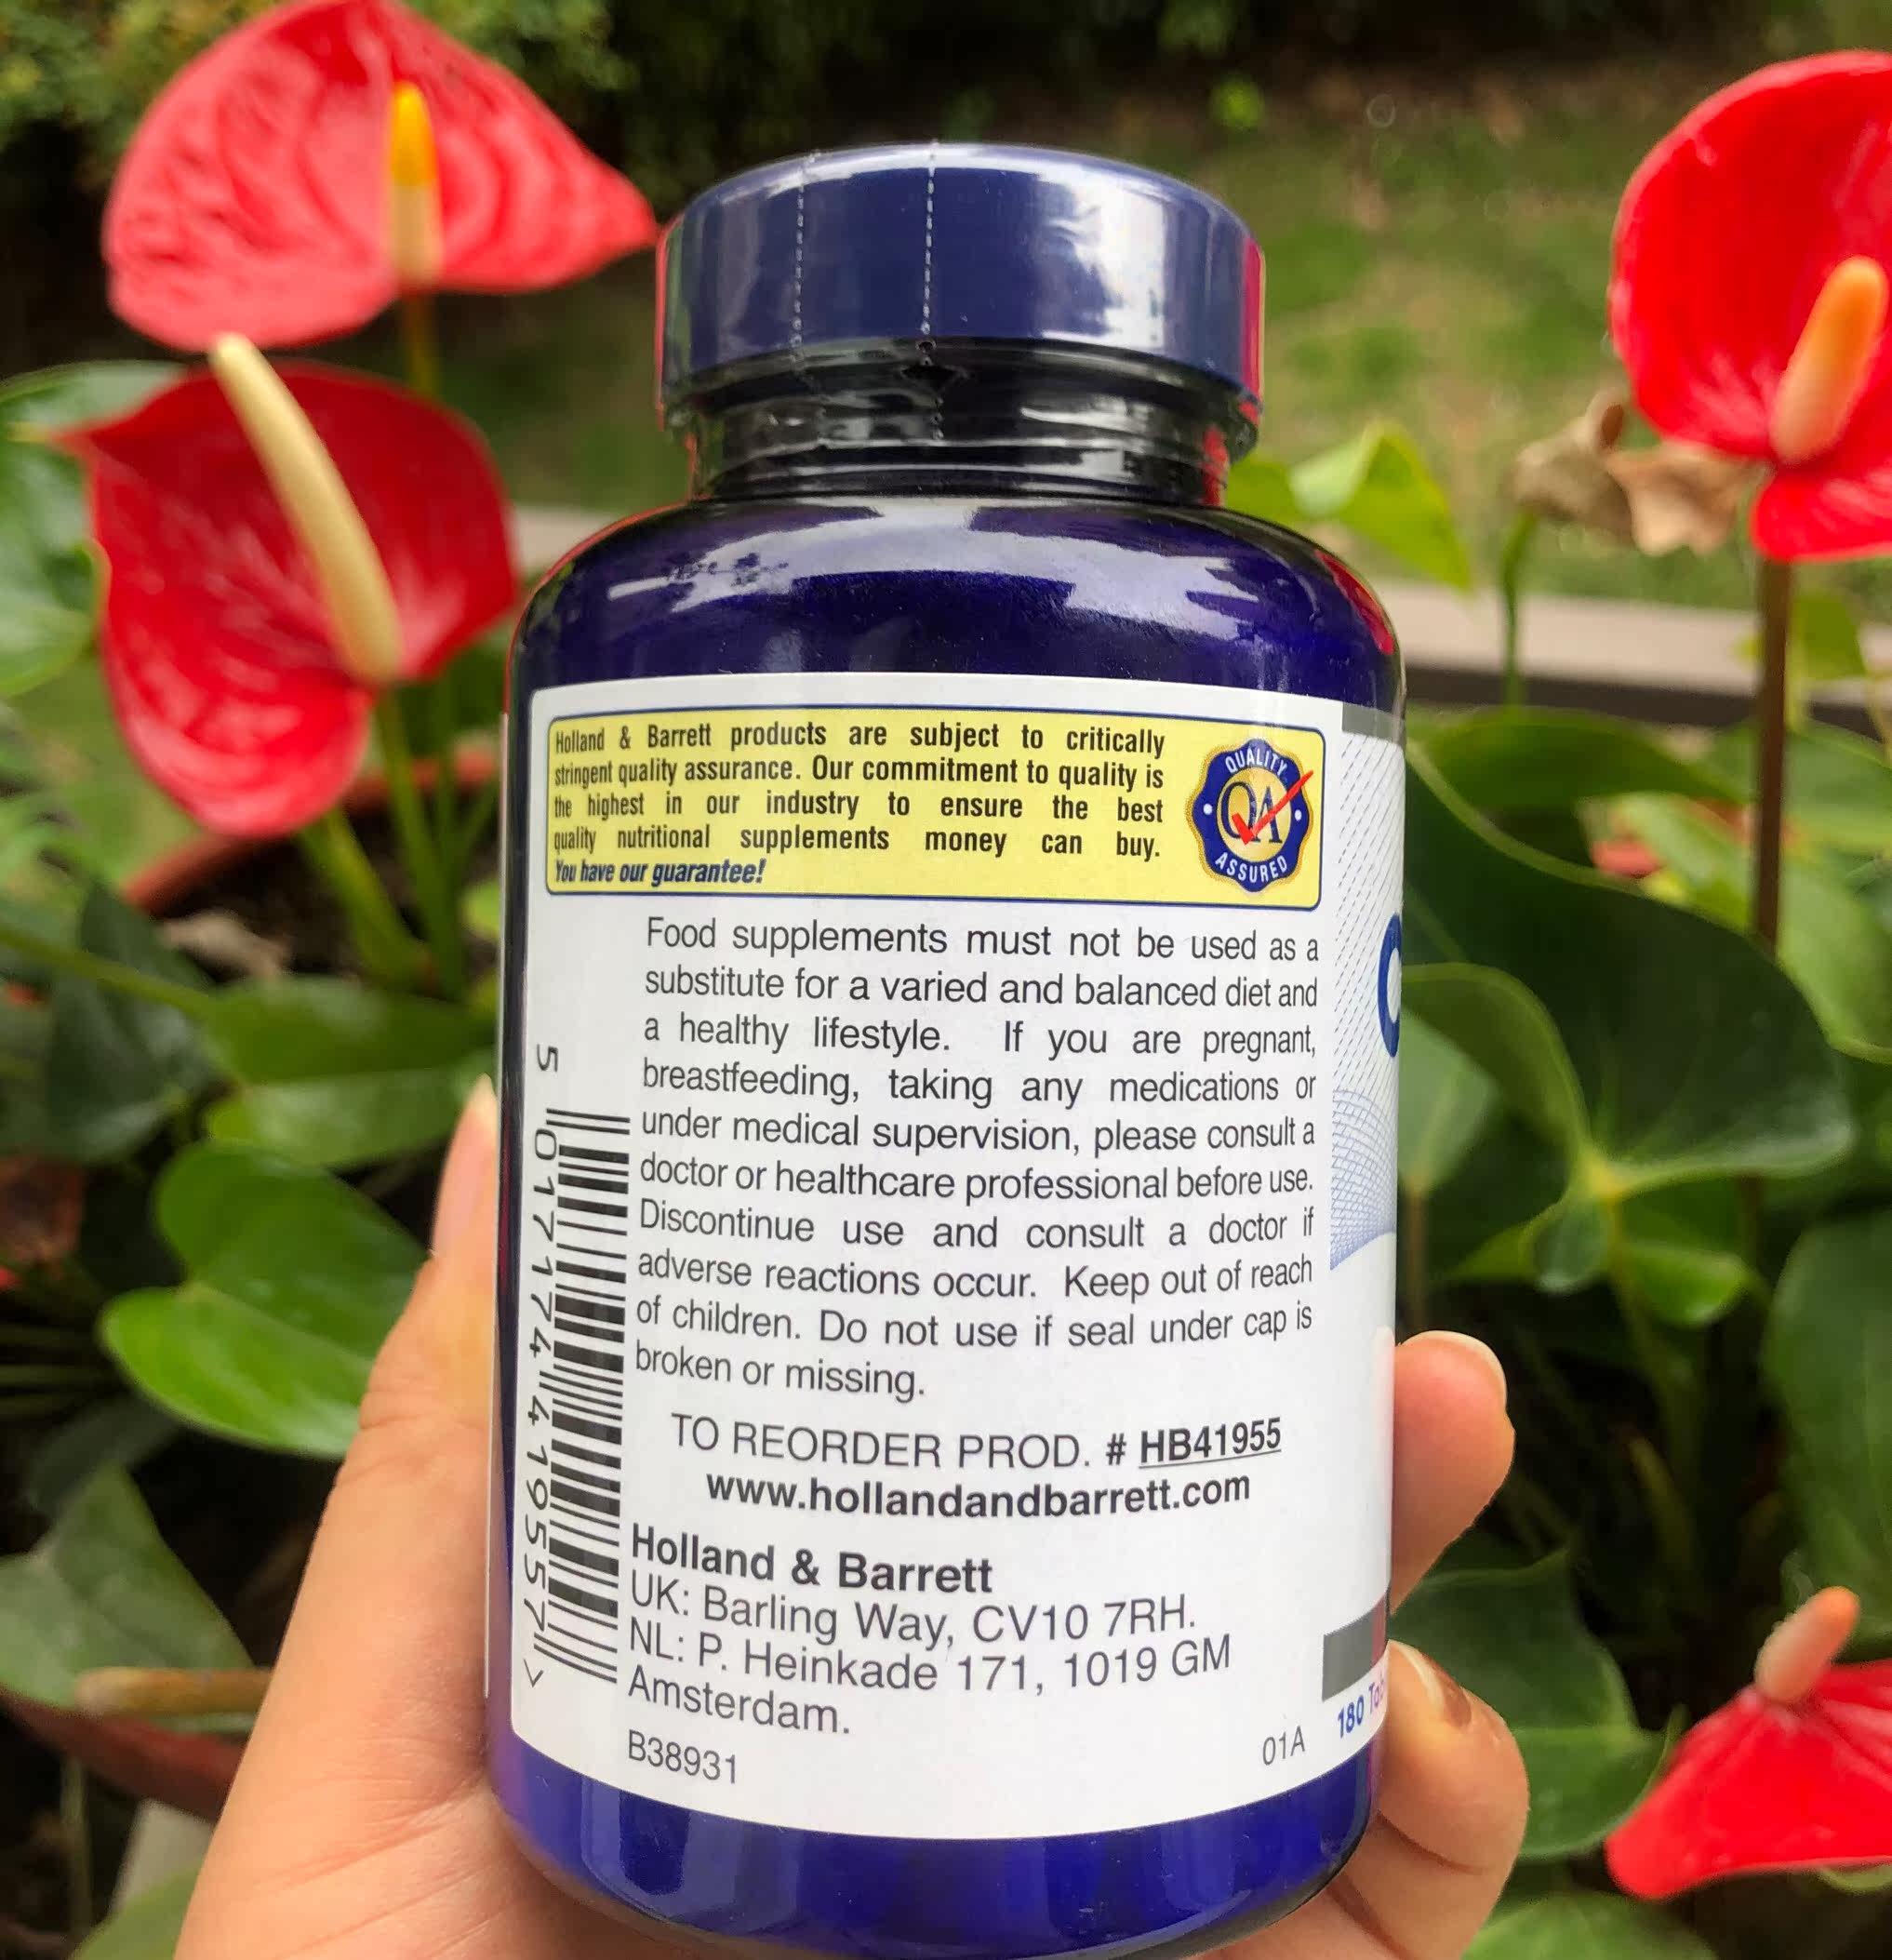 Holland & Barrett products are subject to critically
stringent quality assurance. Our commitment to quality is
the highest in our industry to ensure the best
quality nutritional supplements money can buy.
You have our guarantee!
QUALITY
QA
ASSURED
Food supplements must not be used as a
substitute for a varied and balanced diet and
a healthy lifestyle. If you are pregnant,
breastfeeding, taking any medications or
under medical supervision, please consult a
doctor or healthcare professional before use.
Discontinue use and consult a doctor if
adverse reactions occur. Keep out of reach
of children. Do not use if seal under cap is
broken or missing.
TO REORDER PROD. # HB41955
www.hollandandbarrett.com
Holland & Barrett
UK: Barling Way, CV10 7RH.
NL: P. Heinkade 171, 1019 GM
Amsterdam.
B38931
01A
180
5 017174 419557 >